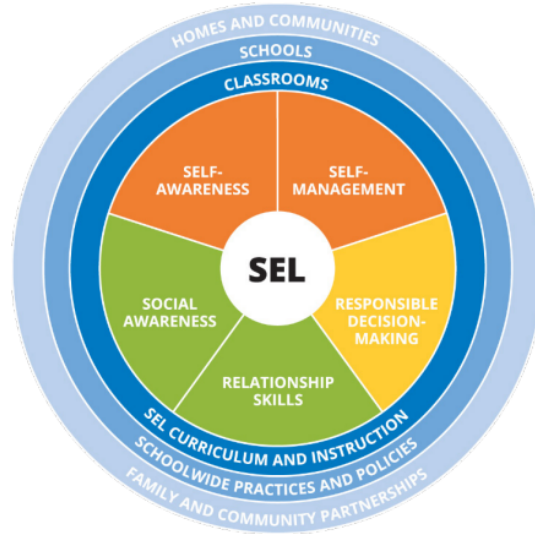 HOMES AND COMMUNITIES
SCHOOLS
CLASSROOMS
SELF-
AWARENESS
SELF-
MANAGEMENT
SEL
SOCIAL
AWARENESS
RESPONSIBLE
DECISION-
MAKING
RELATIONSHIP
SKILLS
SEL CURRICULUM AND INSTRUCTION
SCHOOLWIDE PRACTICES AND POLICIES
FAMILY AND COMMUNITY PARTNERSHIPS